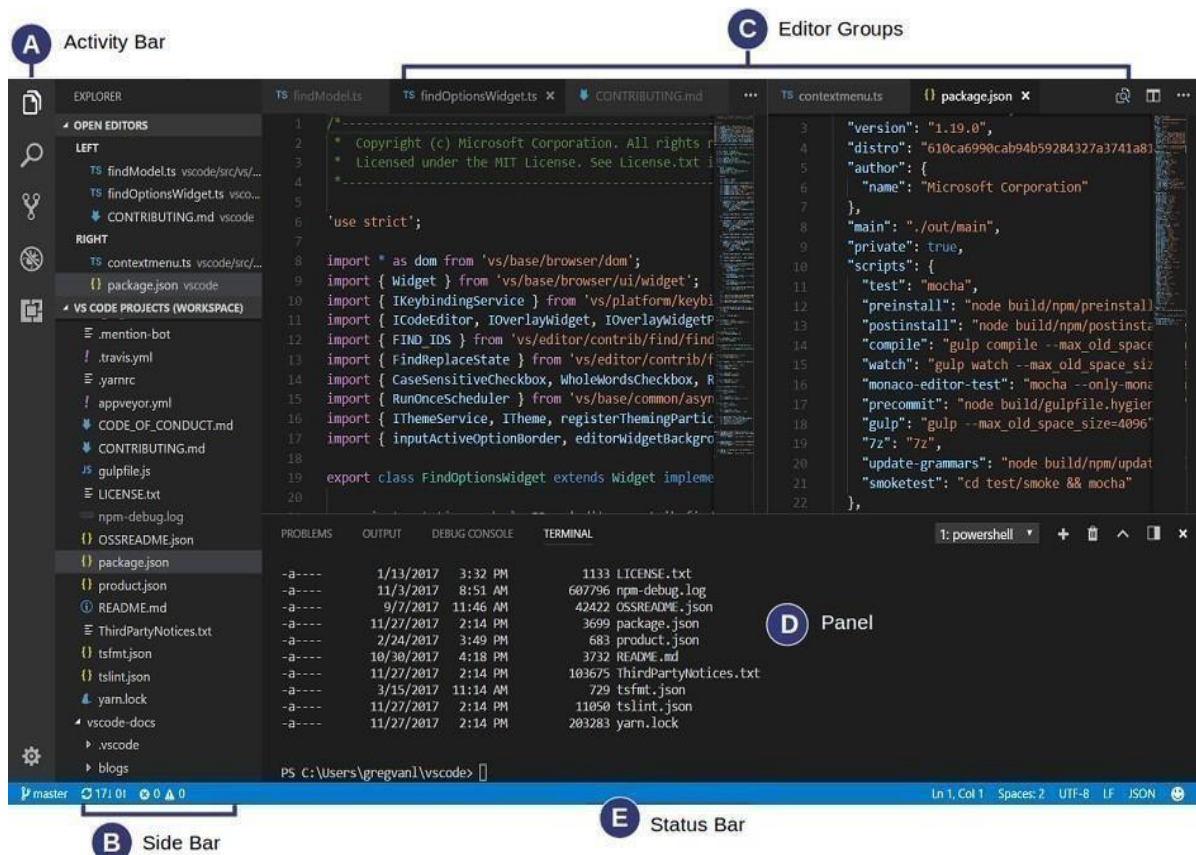 A Activity Bar
C Editor Groups
EXPLORER
OPEN EDITORS
LEFT
TS findModel.ts vscode/src/vs/...
TS findOptionsWidget.ts vsco...
CONTRIBUTING.md vscode
RIGHT
TS contextmenu.ts vscode/src/...
{} package.json vscode
VS CODE PROJECTS (WORKSPACE)
.mention-bot
! .travis.yml
.yarnrc
! appveyor.yml
CODE_OF_CONDUCT.md
CONTRIBUTING.md
JS gulpfile.js
LICENSE.txt
npm-debug.log
{} OSSREADME.json
{} package.json
{} product.json
README.md
ThirdPartyNotices.txt
{} tsfmt.json
{} tslint.json
yarn.lock
vscode-docs
.vscode
blogs
TS findModel.ts TS findOptionsWidget.ts × CONTRIBUTING.md ...
1 /*---------------------------------------------
2 * Copyright (c) Microsoft Corporation. All rights r
3 * Licensed under the MIT License. See License.txt i
4 *---------------------------------------------
5
6 'use strict';
7
8 import * as dom from 'vs/base/browser/dom';
9 import { Widget } from 'vs/base/browser/ui/widget';
10 import { IKeybindingService } from 'vs/platform/keybi
11 import { ICodeEditor, IOverlayWidget, IOverlayWidgetP
12 import { FIND_IDS } from 'vs/editor/contrib/find/find
13 import { FindReplaceState } from 'vs/editor/contrib/f
14 import { CaseSensitiveCheckbox, WholeWordsCheckbox, R
15 import { RunOnceScheduler } from 'vs/base/common/asyn
16 import { IThemeService, ITheme, registerThemingPartic
17 import { inputActiveOptionBorder, editorWidgetBackgro
18
19 export class FindOptionsWidget extends Widget impleme
20
TS contextmenu.ts {} package.json × ...
3 "version": "1.19.0",
4 "distro": "610ca6990cab94b59284327a3741a81
5 "author": {
6 "name": "Microsoft Corporation"
7 },
8 "main": "./out/main",
9 "private": true,
10 "scripts": {
11 "test": "mocha",
12 "preinstall": "node build/npm/preinstall
13 "postinstall": "node build/npm/postinsta
14 "compile": "gulp compile --max_old_space
15 "watch": "gulp watch --max_old_space_siz
16 "monaco-editor-test": "mocha --only-mona
17 "precommit": "node build/gulpfile.hygien
18 "gulp": "gulp --max_old_space_size=4096"
19 "7z": "7z",
20 "update-grammars": "node build/npm/updat
21 "smoketest": "cd test/smoke && mocha"
22 },
PROBLEMS OUTPUT DEBUG CONSOLE TERMINAL 1: powershell
-a---- 1/13/2017 3:32 PM 1133 LICENSE.txt
-a---- 11/3/2017 8:51 AM 607796 npm-debug.log
-a---- 9/7/2017 11:46 AM 42422 OSSREADME.json
-a---- 11/27/2017 2:14 PM 3699 package.json
-a---- 2/24/2017 3:49 PM 683 product.json
-a---- 10/30/2017 4:18 PM 3732 README.md
-a---- 11/27/2017 2:14 PM 103675 ThirdPartyNotices.txt
-a---- 3/15/2017 11:14 AM 729 tsfmt.json
-a---- 11/27/2017 2:14 PM 11050 tslint.json
-a---- 11/27/2017 2:14 PM 203283 yarn.lock
D Panel
PS C:\Users\gregvanl\vscode>
master 17↓ 0↑ 0 0 Ln 1, Col 1 Spaces: 2 UTF-8 LF JSON
B Side Bar
E Status Bar